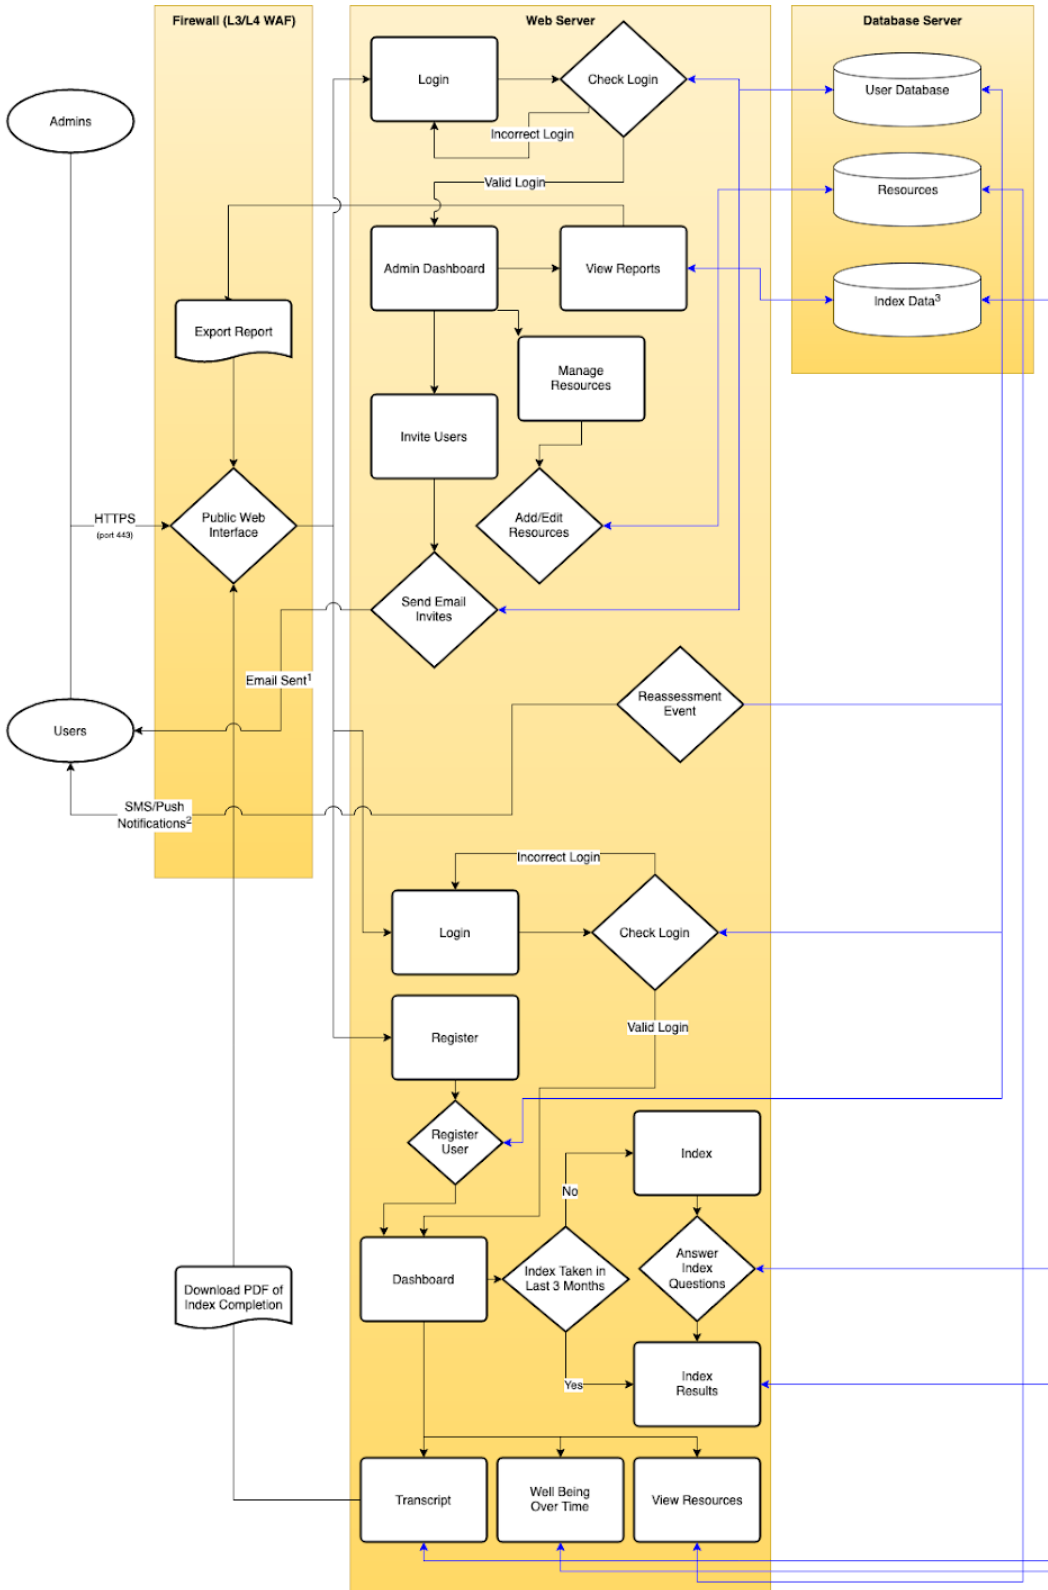 Firewall (L3/L4 WAF)
Web Server
Database Server
Login
Check Login
User Database
Admins
Incorrect Login
Valid Login
Resources
Admin Dashboard
View Reports
Index Data³
Export Report
Manage
Resources
Invite Users
HTTPS
(port 443)
Public Web
Interface
Add/Edit
Resources
Send Email
Invites
Email Sent¹
Reassessment
Event
Users
SMS/Push
Notifications²
Incorrect Login
Login
Check Login
Valid Login
Register
Register
User
Index
No
Answer
Index
Questions
Dashboard
Index Taken in
Last 3 Months
Download PDF of
Index Completion
Yes
Index
Results
Transcript
Well Being
Over Time
View Resources